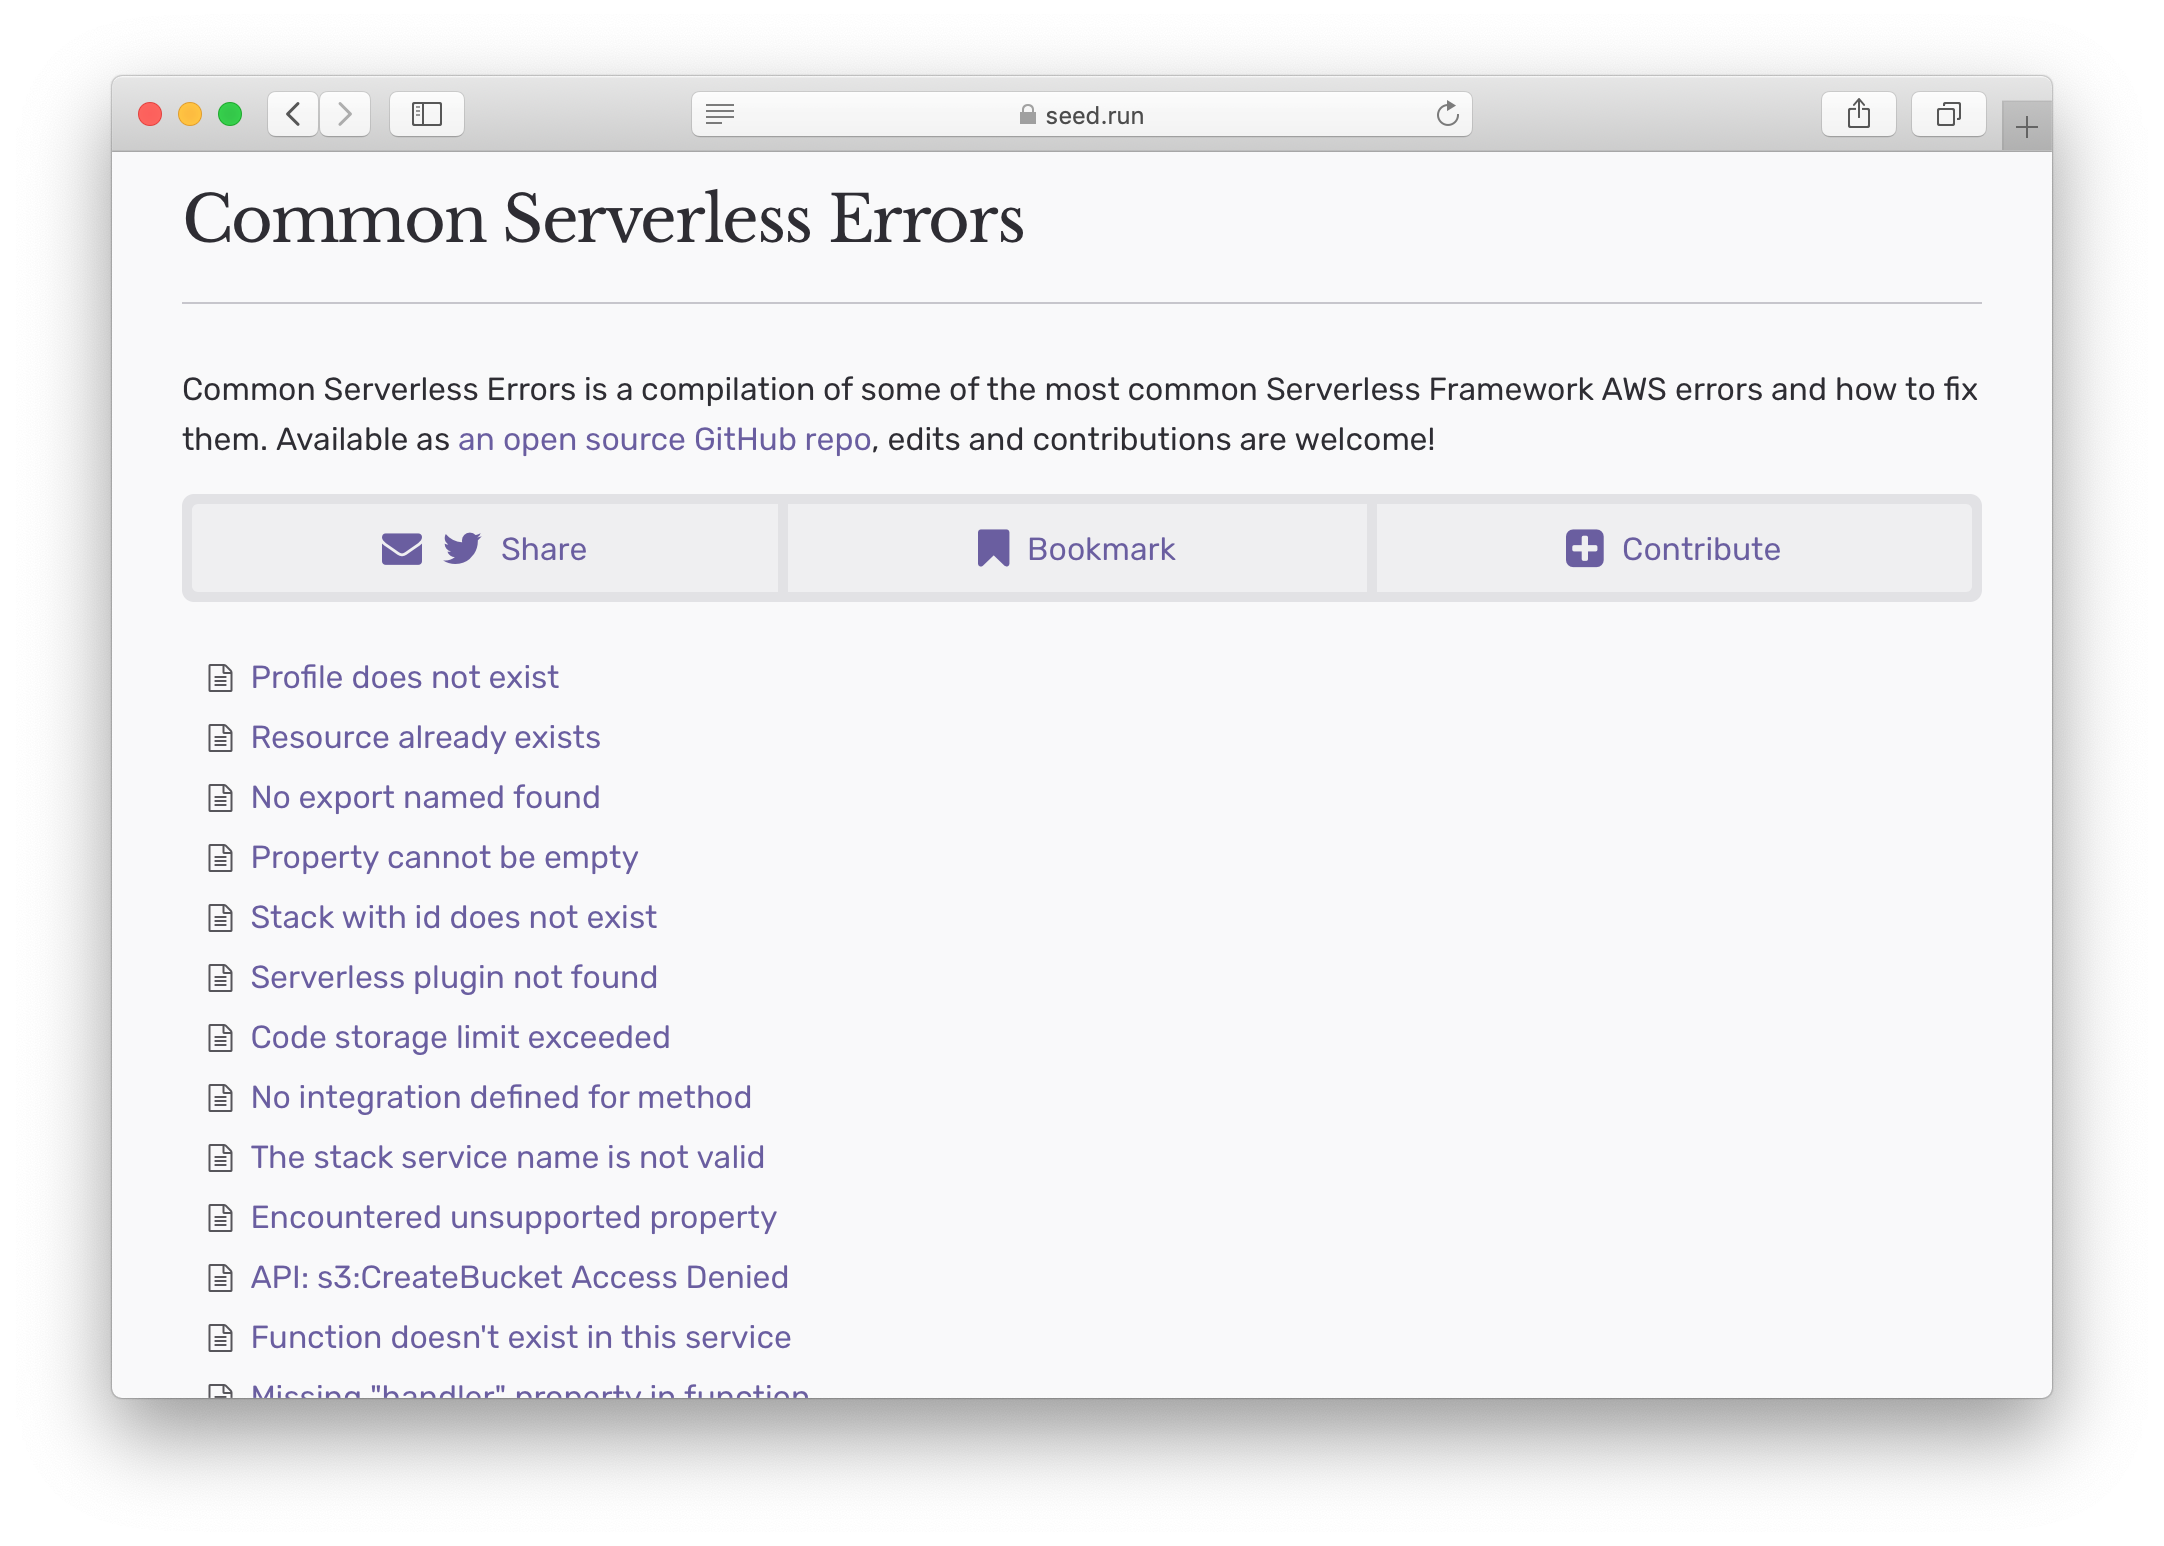 seed.run
Common Serverless Errors
Common Serverless Errors is a compilation of some of the most common Serverless Framework AWS errors and how to fix
them. Available as an open source GitHub repo, edits and contributions are welcome!
Share
Bookmark
Contribute
Profile does not exist
Resource already exists
No export named found
Property cannot be empty
Stack with id does not exist
Serverless plugin not found
Code storage limit exceeded
No integration defined for method
The stack service name is not valid
Encountered unsupported property
API: s3:CreateBucket Access Denied
Function doesn't exist in this service
Missing "handler" property in function